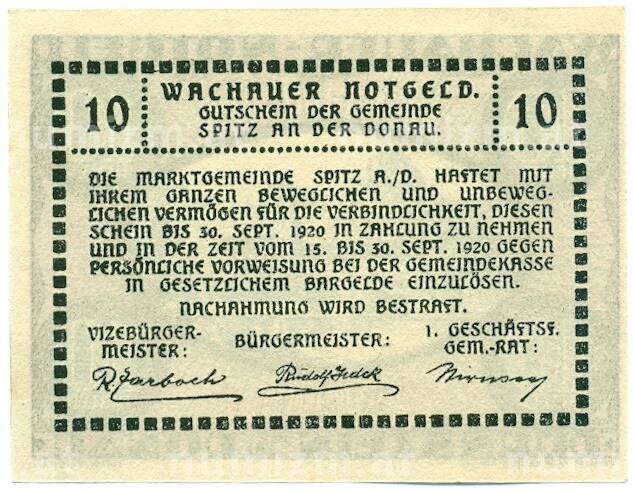 WACHAUER NOTGELD.
10 GUTSCHEIN DER GEMEINDE 10
SPITZ AN DER DONAU.
DIE MARKTGEMEINDE SPITZ A./D. HAFTET MIT
IHREM GANZEN BEWEGLICHEN UND UNBEWEG-
LICHEN VERMÖGEN FÜR DIE VERBINDLICHKEIT, DIESEN
SCHEIN BIS 30. SEPT. 1920 IN ZAHLUNG ZU NEHMEN
UND IN DER ZEIT VOM 15. BIS 30. SEPT. 1920 GEGEN
PERSÖNLICHE VORWEISUNG BEI DER GEMEINDEKASSE
IN GESETZLICHEM BARGELDE EINZULÖSEN.
NACHAHMUNG WIRD BESTRAFT.
VIZEBÜRGER-
MEISTER:
BÜRGERMEISTER:
1. GESCHÄFTSF.
GEM.-RAT:
Rudolf